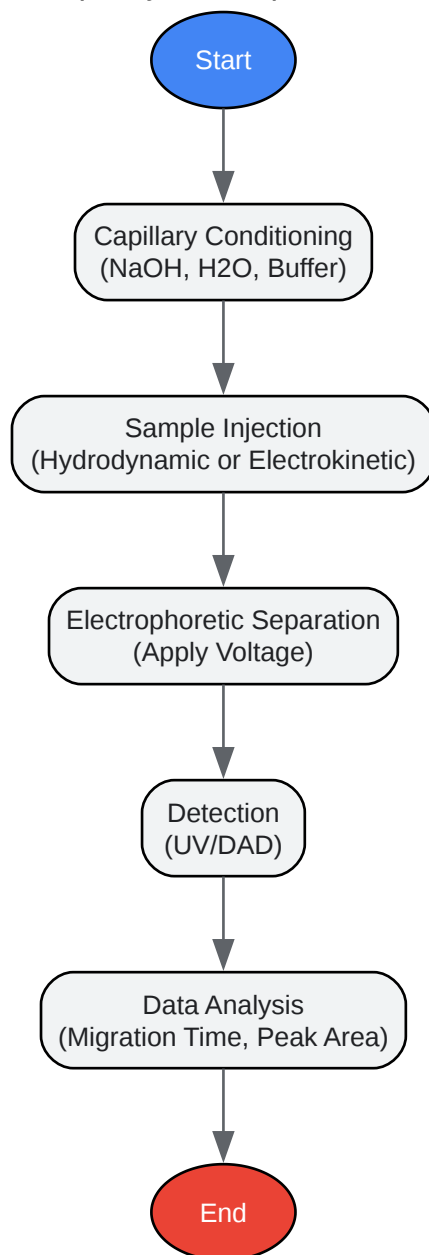 Start
Capillary Conditioning
(NaOH, H2O, Buffer)
Sample Injection
(Hydrodynamic or Electrokinetic)
Electrophoretic Separation
(Apply Voltage)
Detection
(UV/DAD)
Data Analysis
(Migration Time, Peak Area)
End